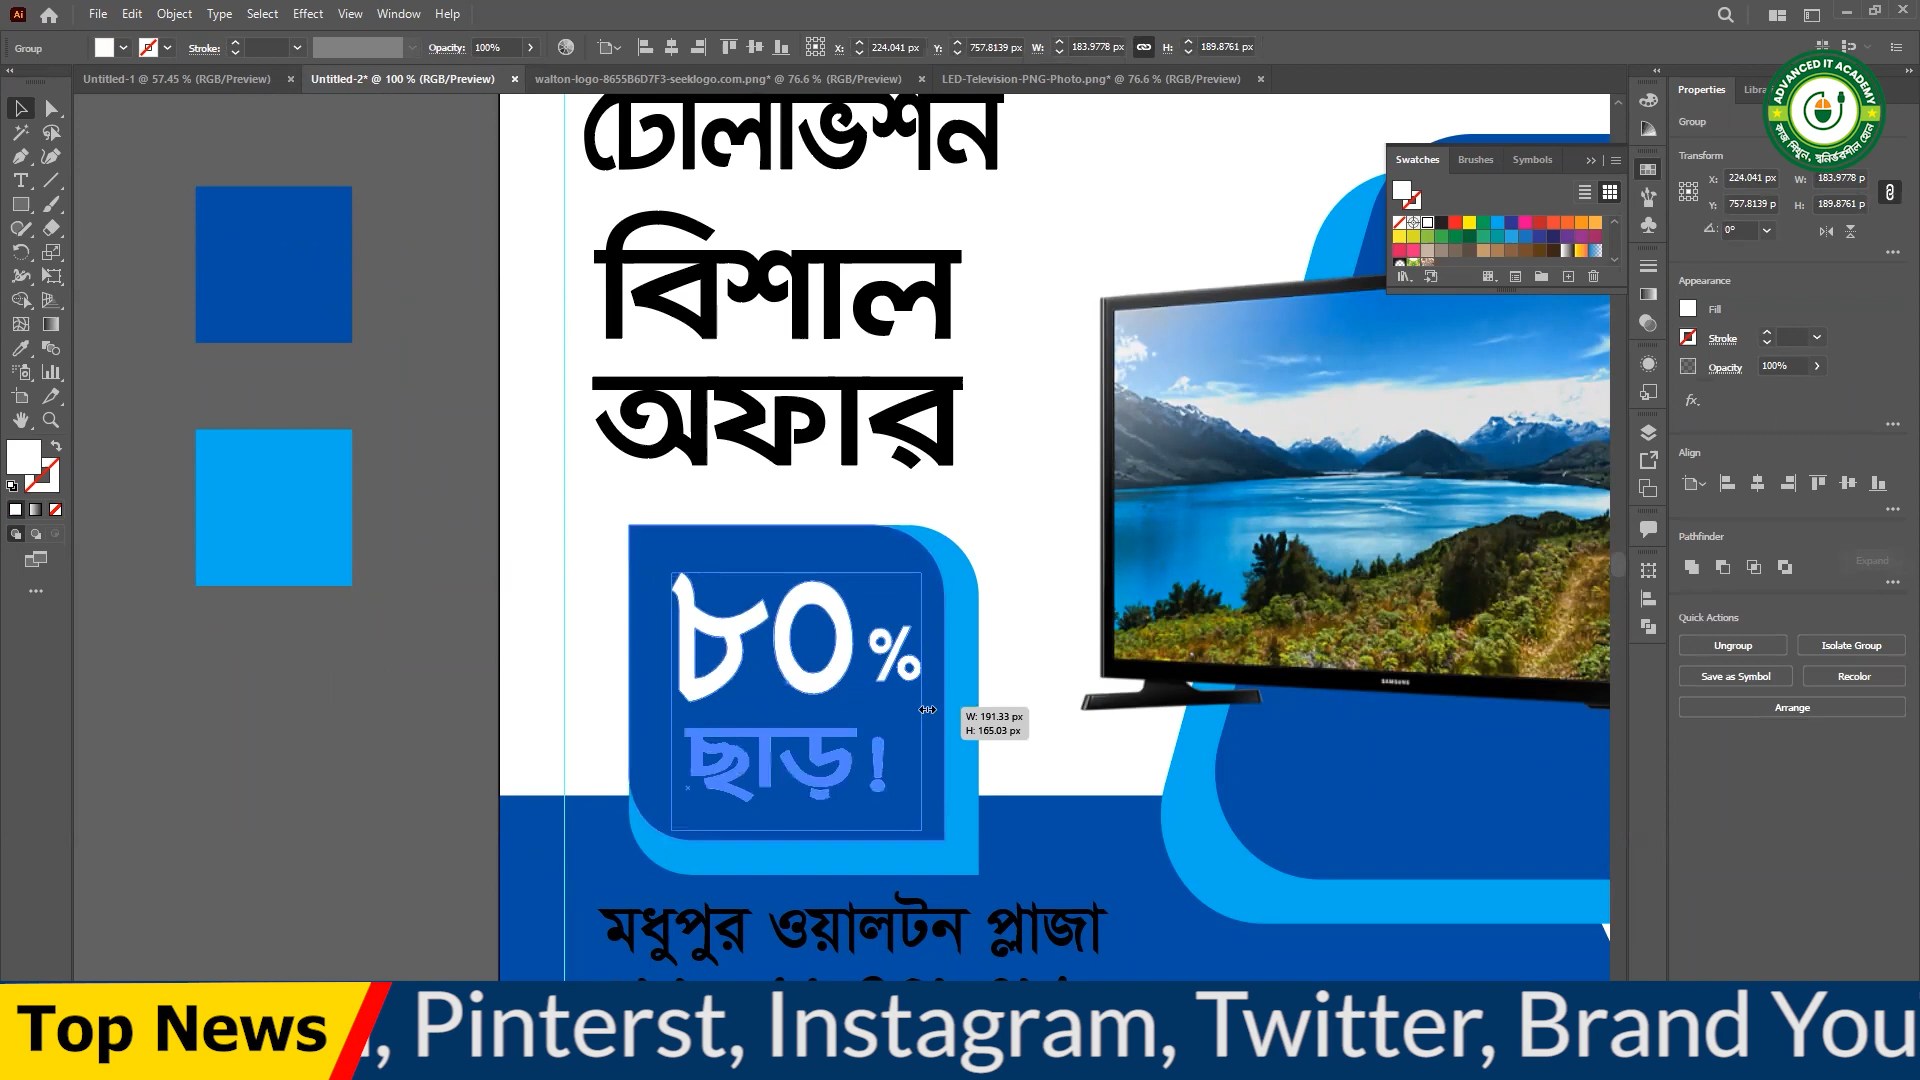 File Edit Object Type Select Effect View Window Help
Group Stroke: Opacity: 100% X: 224.041 px Y: 757.8139 px W: 183.9778 px H: 189.8761 px
Untitled-1 @ 57.45 % (RGB/Preview) Untitled-2* @ 100 % (RGB/Preview) walton-logo-8655B6D7F3-seeklogo.com.png* @ 76.6 % (RGB/Preview) LED-Television-PNG-Photo.png* @ 76.6 % (RGB/Preview)
ADVANCED IT ACADEMY
Properties
Group
Transform
X: 224.041 px W: 183.9778 p
Y: 757.8139 p H: 189.8761 p
0°
Appearance
Fill
Stroke
Opacity 100%
fx.
Align
Pathfinder
Expand
Quick Actions
Ungroup Isolate Group
Save as Symbol Recolor
Arrange
Swatches Brushes Symbols
টেলিভিশন
বিশাল
অফার
৮০%
ছাড়!
W: 191.33 px
H: 165.03 px
SAMSUNG
মধুপুর ওয়ালটন প্লাজা
Top News , Pinterst, Instagram, Twitter, Brand You